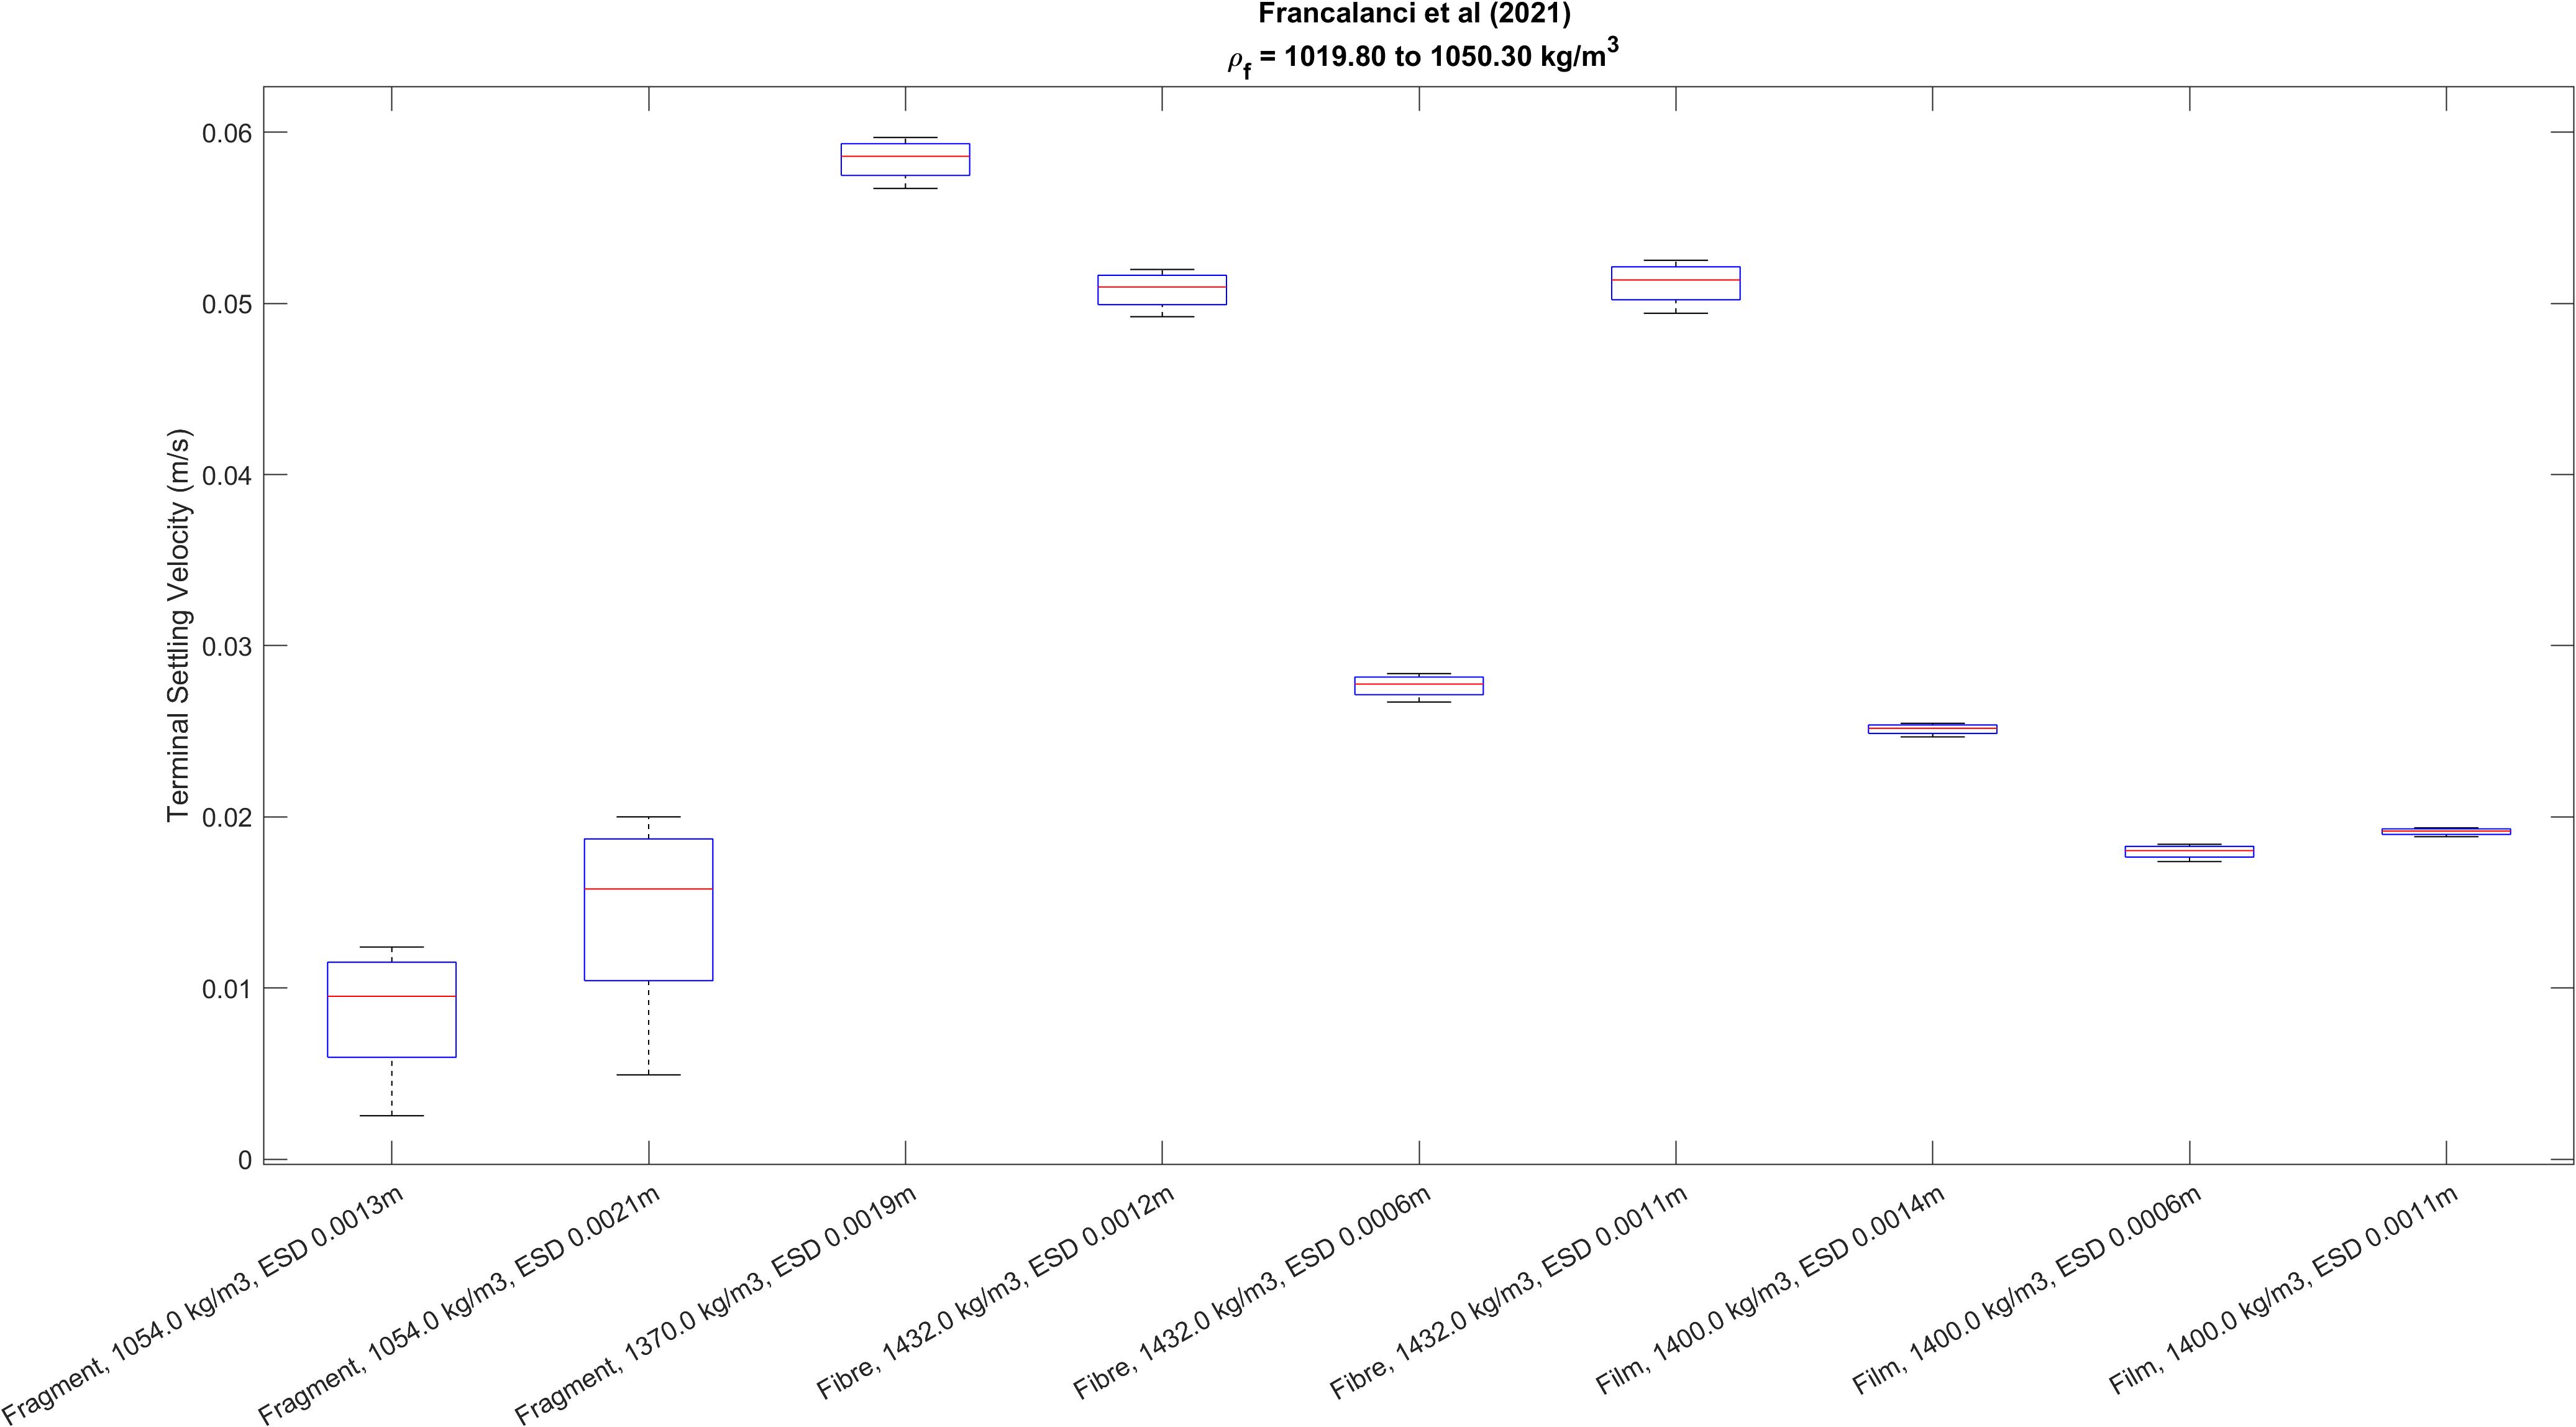 Francalanci et al (2021)
ρf = 1019.80 to 1050.30 kg/m3
Terminal Settling Velocity (m/s)
0.06
0.05
0.04
0.03
0.02
0.01
0
Fragment, 1054.0 kg/m3, ESD 0.0013m
Fragment, 1054.0 kg/m3, ESD 0.0021m
Fragment, 1370.0 kg/m3, ESD 0.0019m
Fibre, 1432.0 kg/m3, ESD 0.0012m
Fibre, 1432.0 kg/m3, ESD 0.0006m
Fibre, 1432.0 kg/m3, ESD 0.0011m
Film, 1400.0 kg/m3, ESD 0.0014m
Film, 1400.0 kg/m3, ESD 0.0006m
Film, 1400.0 kg/m3, ESD 0.0011m